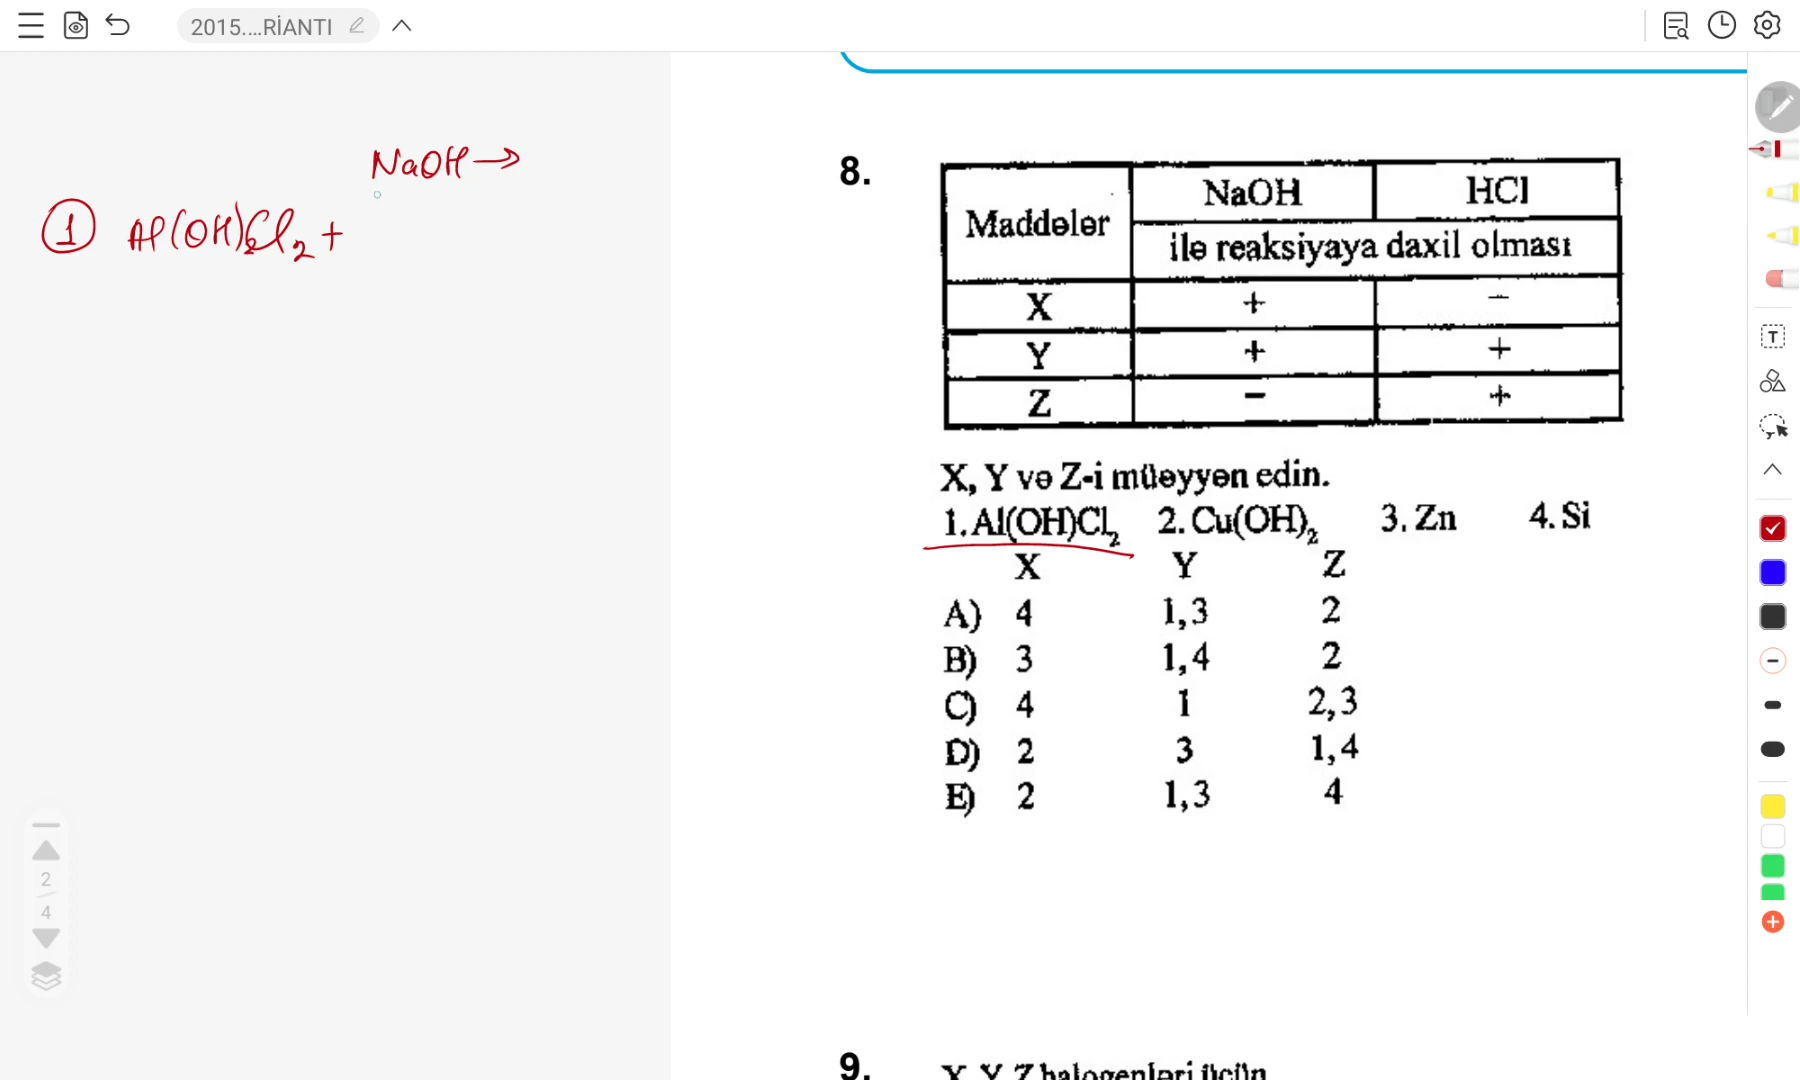 2015....RİANTI
NaOH →
① Al(OH)₂Cl₂ +
8.
Maddələr
NaOH
HCl
ilə reaksiyaya daxil olması
X + −
Y + +
Z − +
X, Y və Z-i müəyyən edin.
1. Al(OH)Cl₂ 2. Cu(OH)₂ 3. Zn 4. Si
X Y Z
A) 4 1,3 2
B) 3 1,4 2
C) 4 1 2,3
D) 2 3 1,4
E) 2 1,3 4
2
4
T
9. X, Y, Z halogenləri üçün